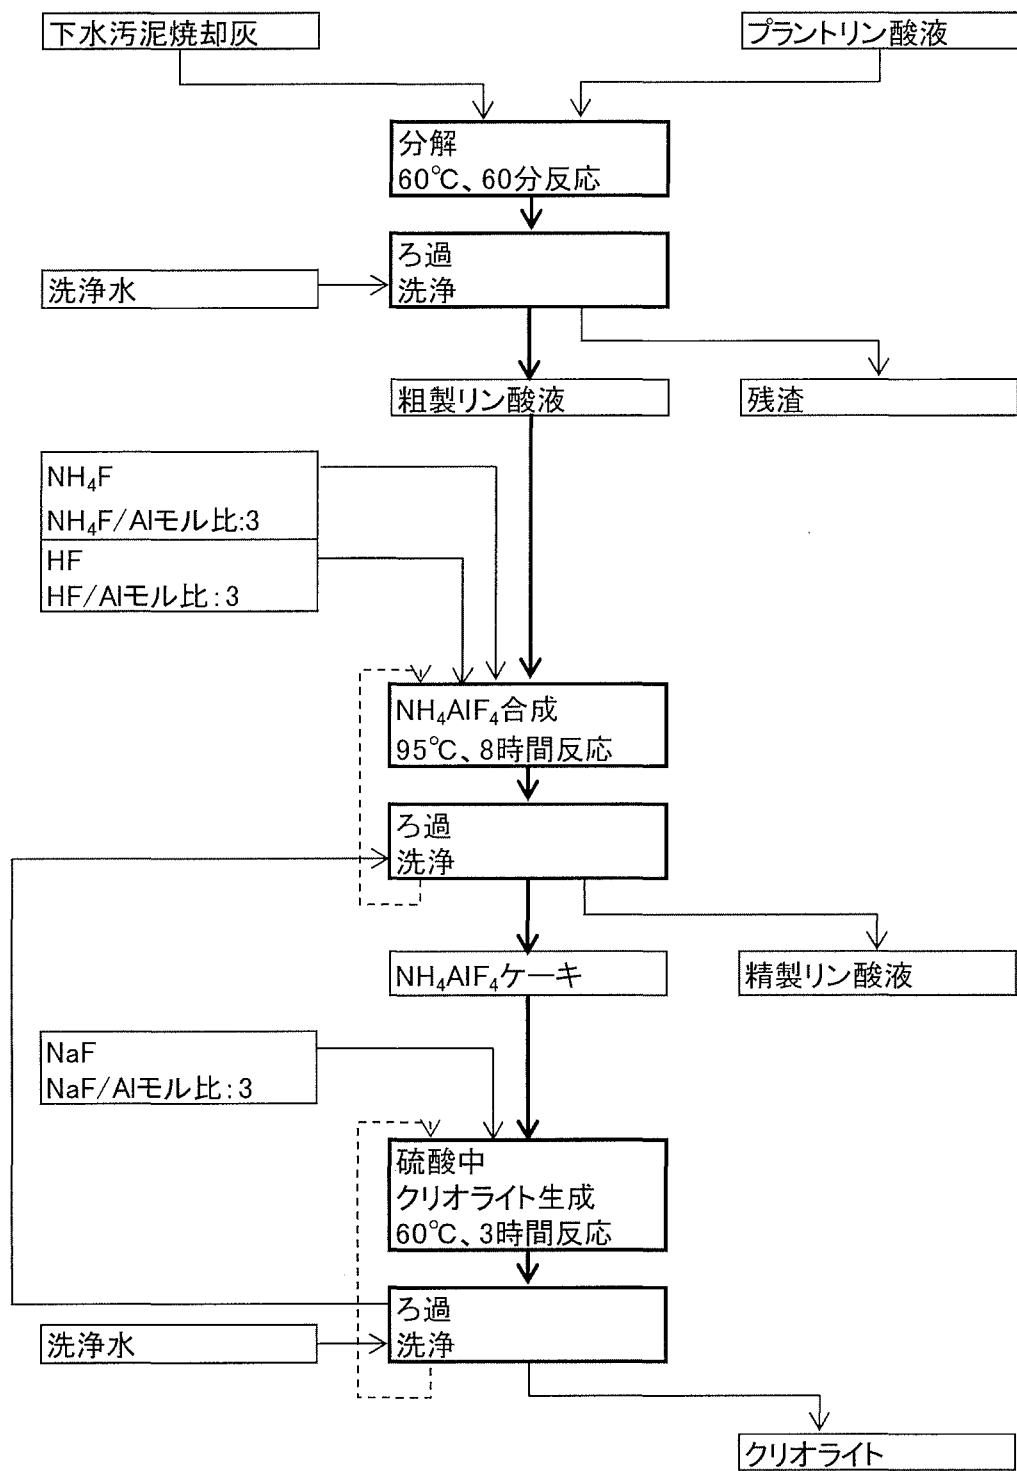 下水汚泥焼却灰
プラントリン酸液
分解
60℃、60分反応
ろ過
洗浄
洗浄水
粗製リン酸液
残渣
NH₄F
NH₄F/Alモル比:3
HF
HF/Alモル比:3
NH₄AlF₄合成
95℃、8時間反応
ろ過
洗浄
NH₄AlF₄ケーキ
精製リン酸液
NaF
NaF/Alモル比:3
硫酸中
クリオライト生成
60℃、3時間反応
ろ過
洗浄
洗浄水
クリオライト